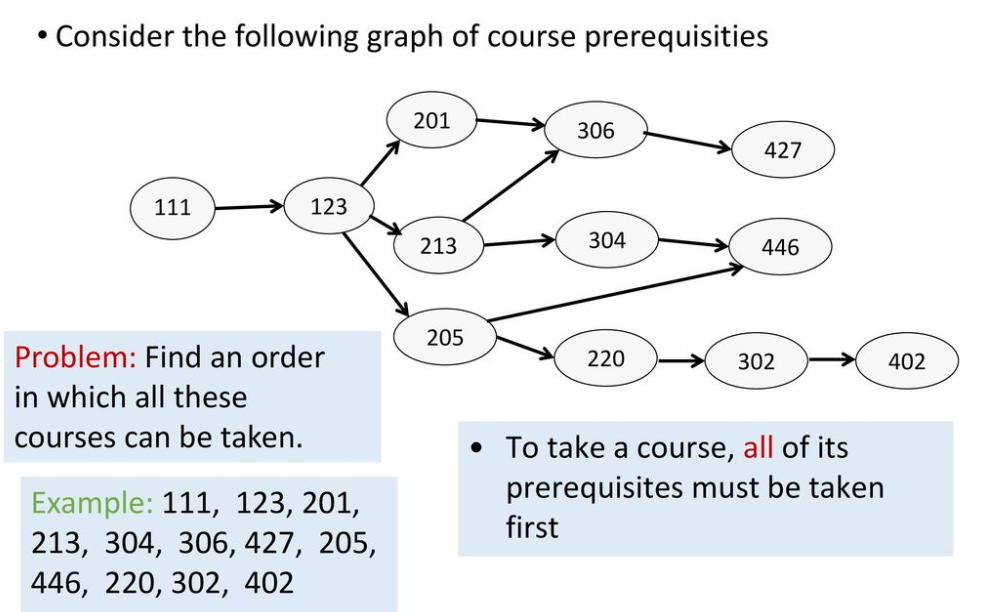 • Consider the following graph of course prerequisities
201
306
427
111
123
213
304
446
205
220
302
402
Problem: Find an order
in which all these
courses can be taken.
• To take a course, all of its
prerequisites must be taken
first
Example: 111, 123, 201,
213, 304, 306, 427, 205,
446, 220, 302, 402